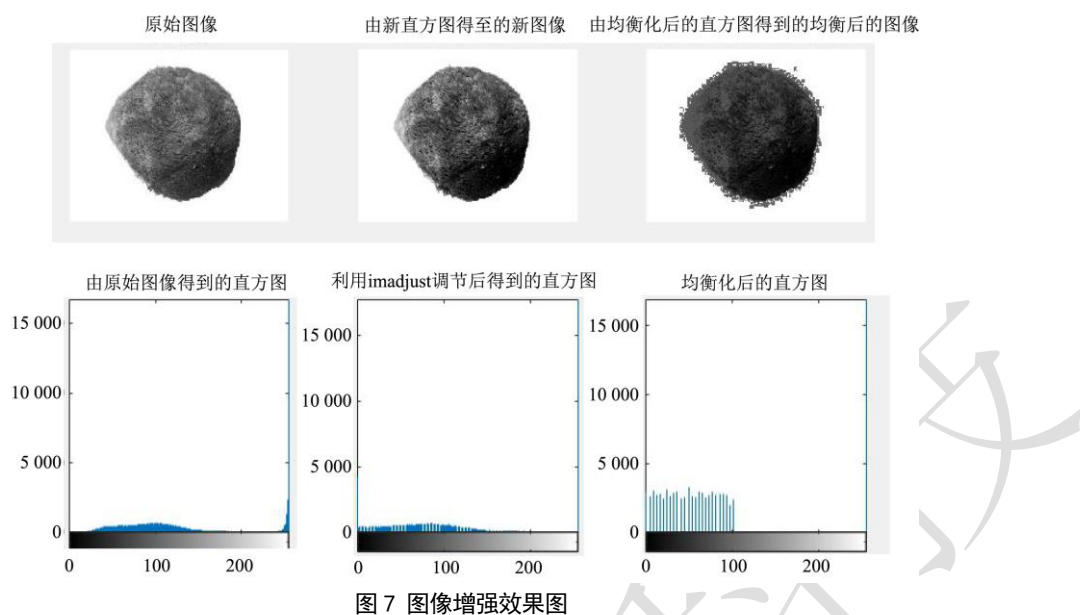 原始图像
由新直方图得至的新图像
由均衡化后的直方图得到的均衡后的图像
由原始图像得到的直方图
利用imadjust调节后得到的直方图
均衡化后的直方图
15 000
10 000
5 000
0
0 100 200
15 000
10 000
5 000
0
0 100 200
15 000
10 000
5 000
0
0 100 200
图 7 图像增强效果图